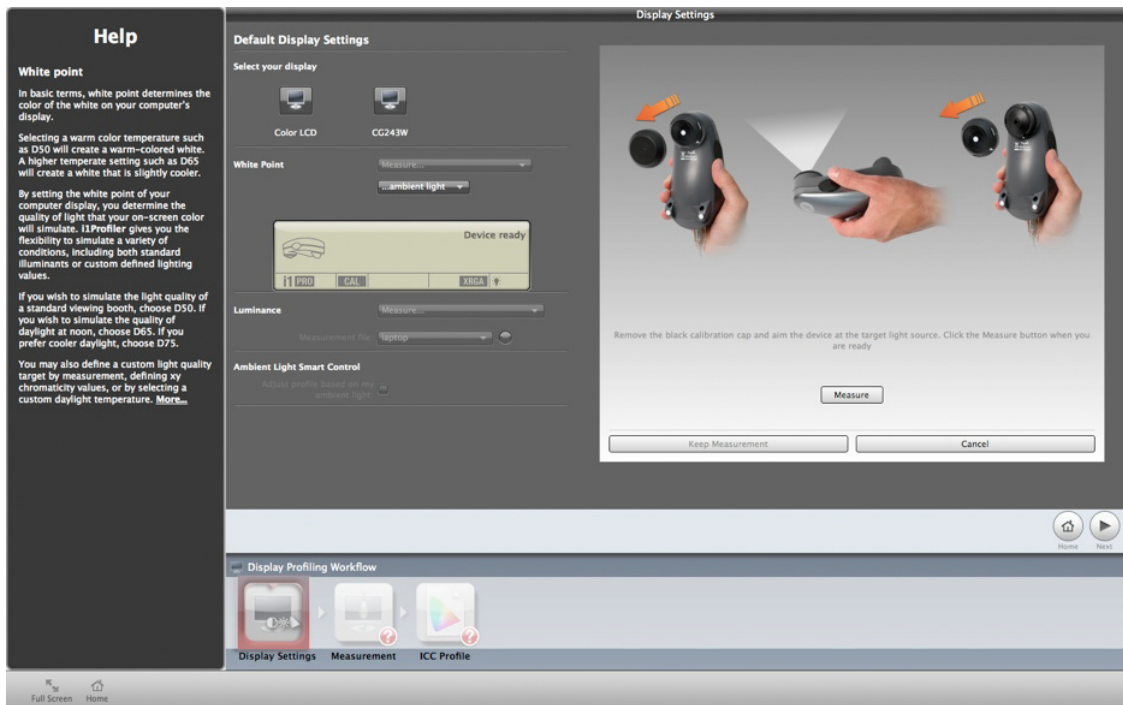 Display Settings
Help
White point
In basic terms, white point determines the
color of the white on your computer's
display.
Selecting a warm color temperature such
as D50 will create a warm-colored white.
A higher temperate setting such as D65
will create a white that is slightly cooler.
By setting the white point of your
computer display, you determine the
quality of light that your on-screen color
will simulate. i1Profiler gives you the
flexibility to simulate a variety of
conditions, including both standard
illuminants or custom defined lighting
values.
If you wish to simulate the light quality of
a standard viewing booth, choose D50. If
you wish to simulate the quality of
daylight at noon, choose D65. If you
prefer cooler daylight, choose D75.
You may also define a custom light quality
target by measurement, defining xy
chromaticity values, or by selecting a
custom daylight temperature. More...
Default Display Settings
Select your display
Color LCD
CG243W
White Point
Measure...
...ambient light
Device ready
i1 PRO
CAL
XRGA
Luminance
Measure...
Measurement file
laptop
Ambient Light Smart Control
Adjust profile based on my
ambient light
Remove the black calibration cap and aim the device at the target light source. Click the Measure button when you
are ready
Measure
Keep Measurement
Cancel
Home
Next
Display Profiling Workflow
Display Settings
Measurement
ICC Profile
Full Screen
Home